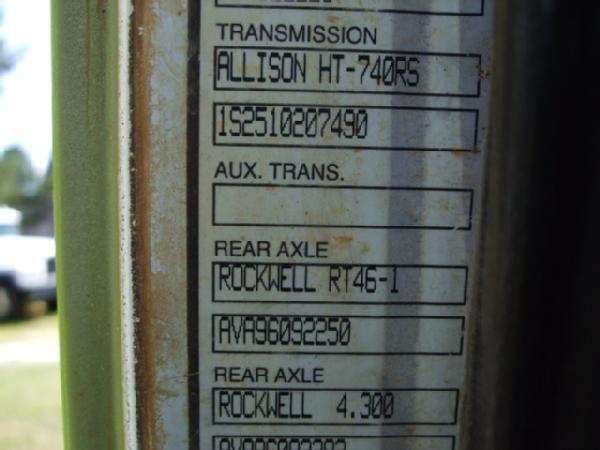 TRANSMISSION
ALLISON HT-740RS
1S2510207490
AUX. TRANS.
REAR AXLE
ROCKWELL RT46-1
AVA96092250
REAR AXLE
ROCKWELL 4.300